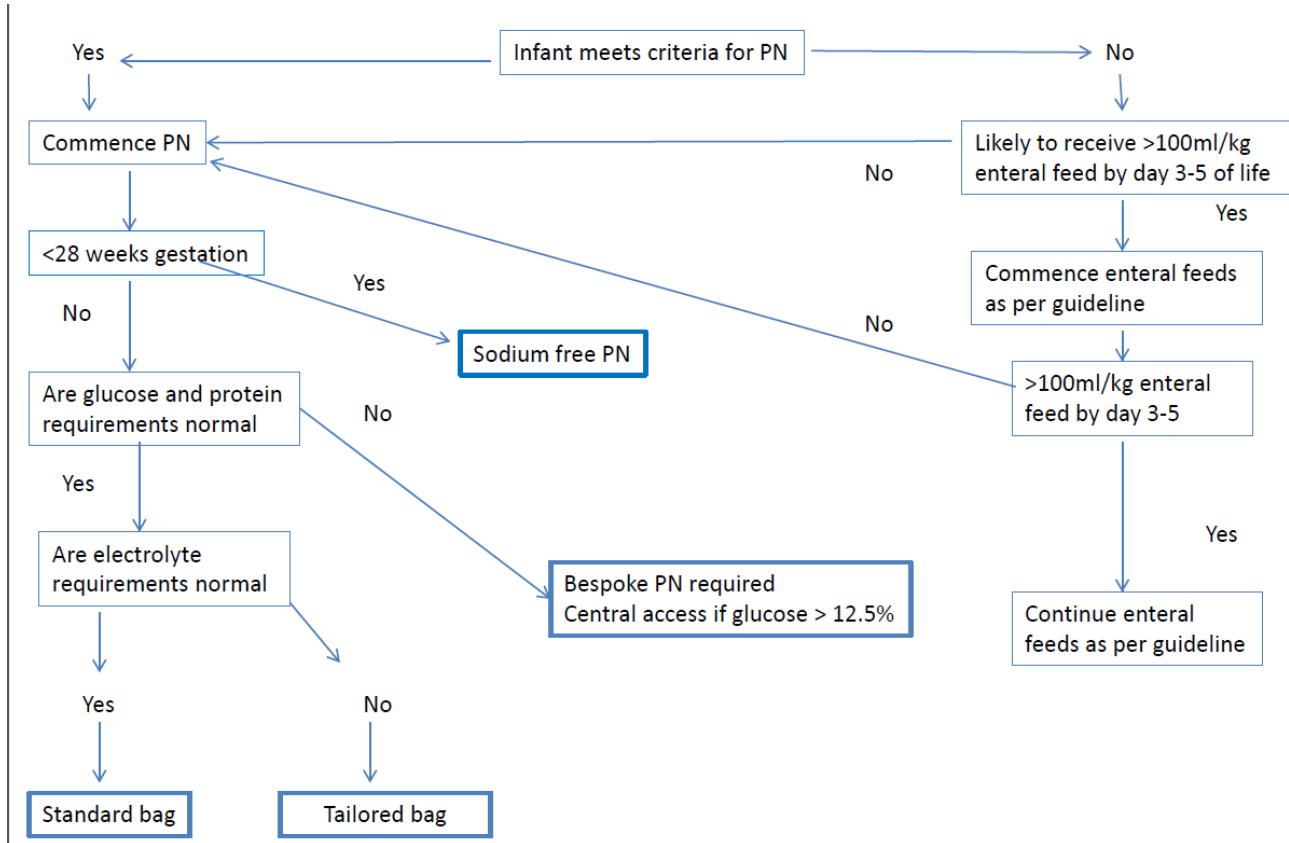 Infant meets criteria for PN
Yes
No
Commence PN
Likely to receive >100ml/kg
enteral feed by day 3-5 of life
No
Yes
<28 weeks gestation
Yes
No
Sodium free PN
Commence enteral feeds
as per guideline
No
>100ml/kg enteral
feed by day 3-5
Are glucose and protein
requirements normal
No
Yes
Yes
Are electrolyte
requirements normal
Bespoke PN required
Central access if glucose > 12.5%
Continue enteral
feeds as per guideline
Yes
No
Standard bag
Tailored bag